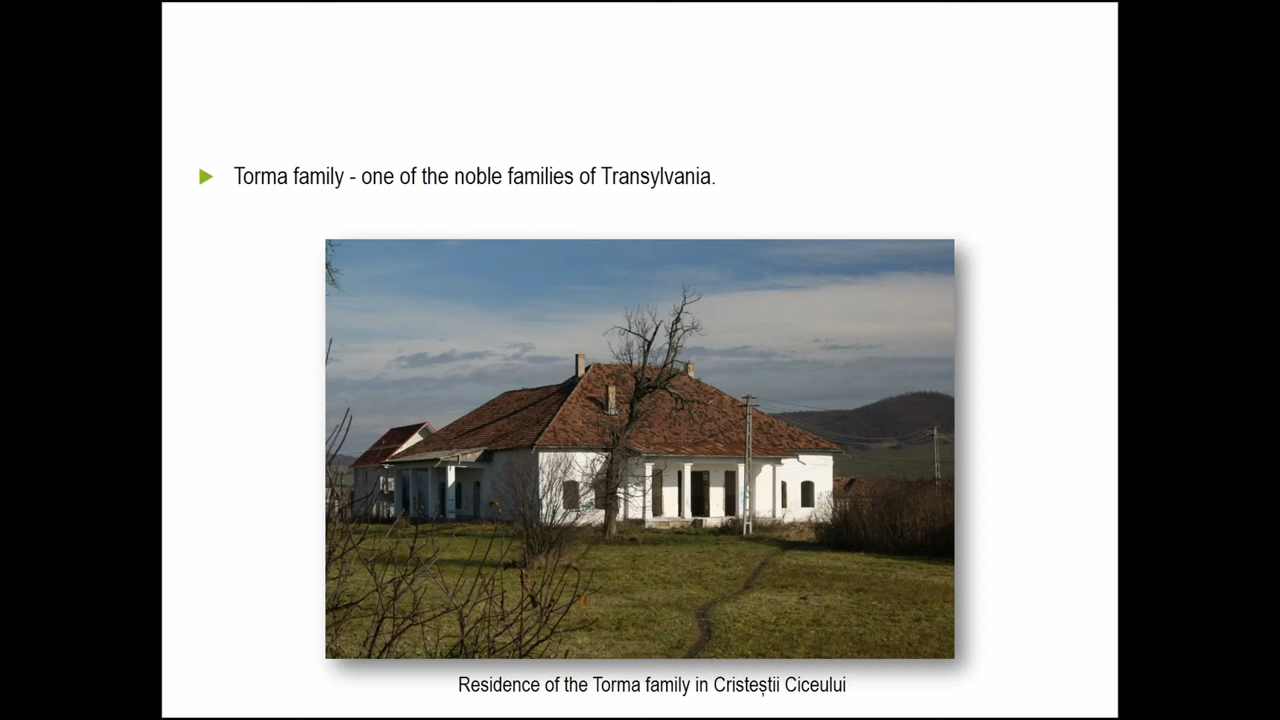 Torma family - one of the noble families of Transylvania.
Residence of the Torma family in Cristeștii Ciceului